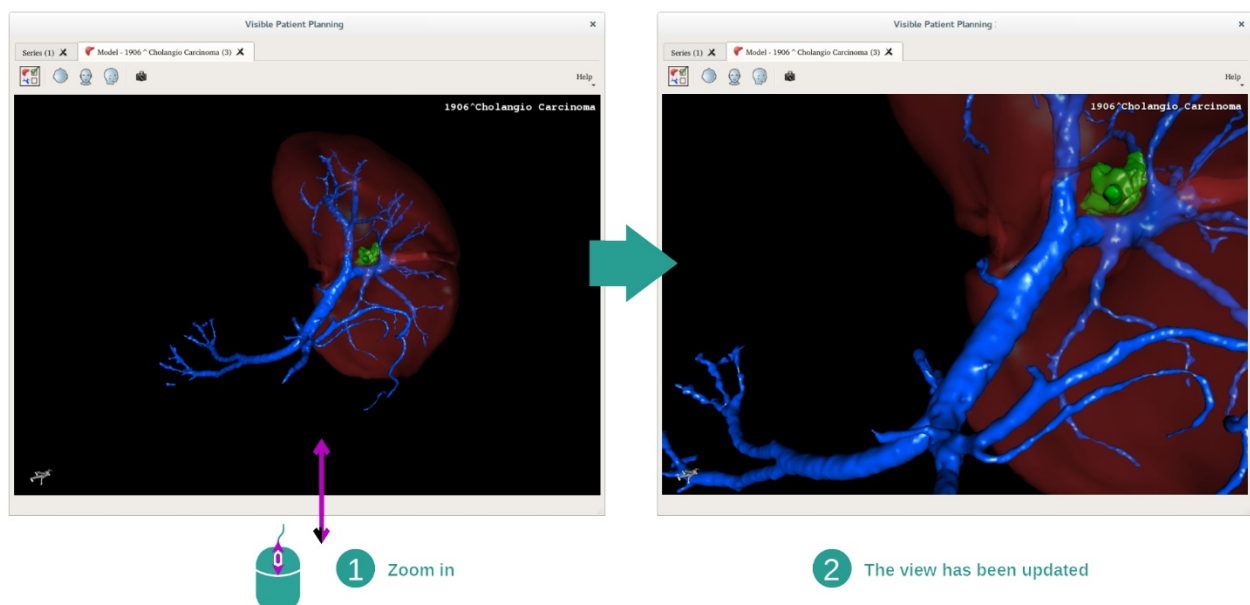 Visible Patient Planning
Series (1)
Model - 1906 ^ Cholangio Carcinoma (3)
Help
1906^Cholangio Carcinoma
1 Zoom in
Visible Patient Planning
Series (1)
Model - 1906 ^ Cholangio Carcinoma (3)
Help
1906^Cholangio Carcinoma
2 The view has been updated